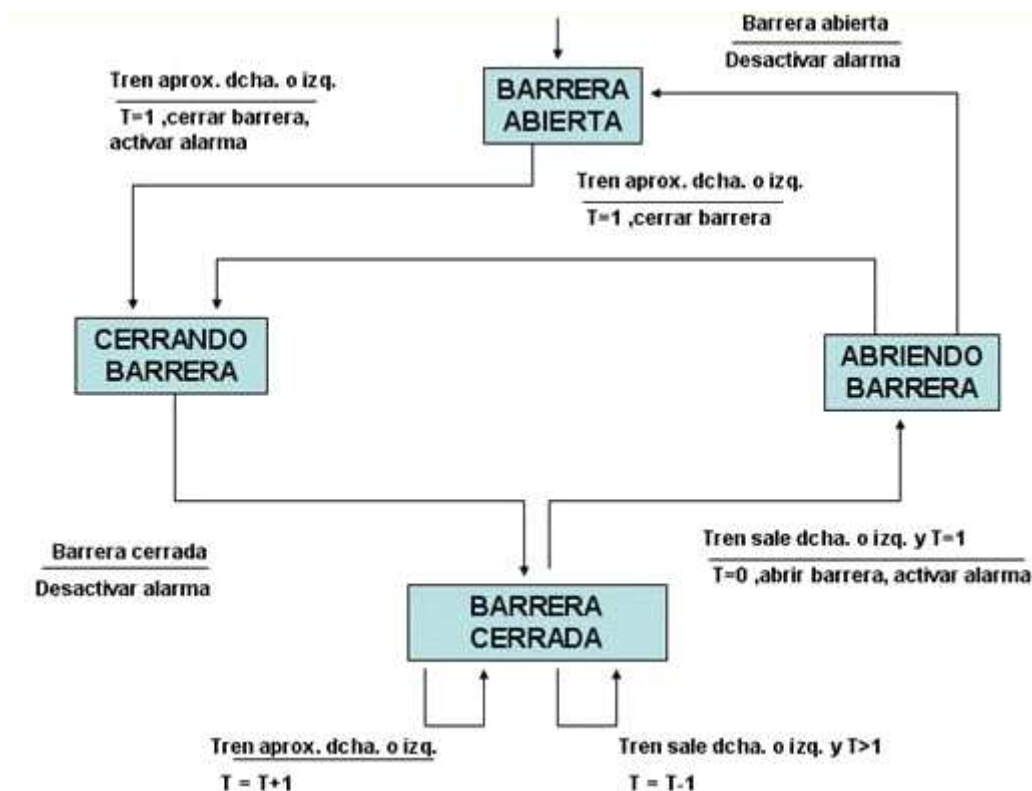 Barrera abierta
Desactivar alarma
Tren aprox. dcha. o izq.
T=1 ,cerrar barrera,
activar alarma
BARRERA
ABIERTA
Tren aprox. dcha. o izq.
T=1 ,cerrar barrera
CERRANDO
BARRERA
ABRIENDO
BARRERA
Barrera cerrada
Desactivar alarma
Tren sale dcha. o izq. y T=1
T=0 ,abrir barrera, activar alarma
BARRERA
CERRADA
Tren aprox. dcha. o izq.
T = T+1
Tren sale dcha. o izq. y T>1
T = T-1